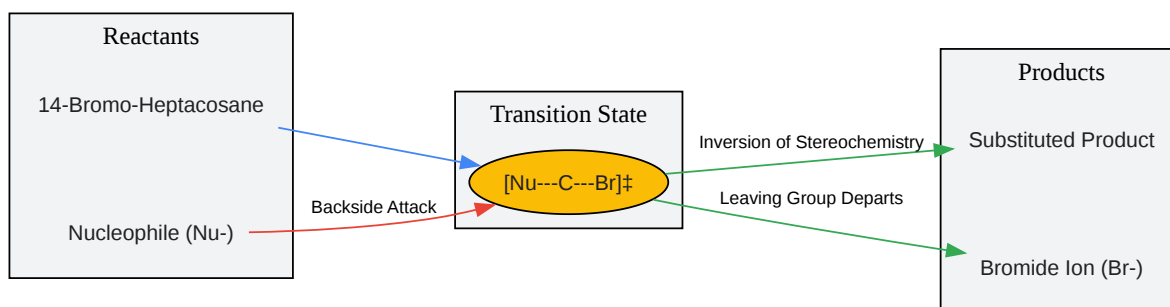 Reactants
14-Bromo-Heptacosane
Nucleophile (Nu-)
Backside Attack
Transition State
[Nu---C---Br]‡
Inversion of Stereochemistry
Leaving Group Departs
Products
Substituted Product
Bromide Ion (Br-)